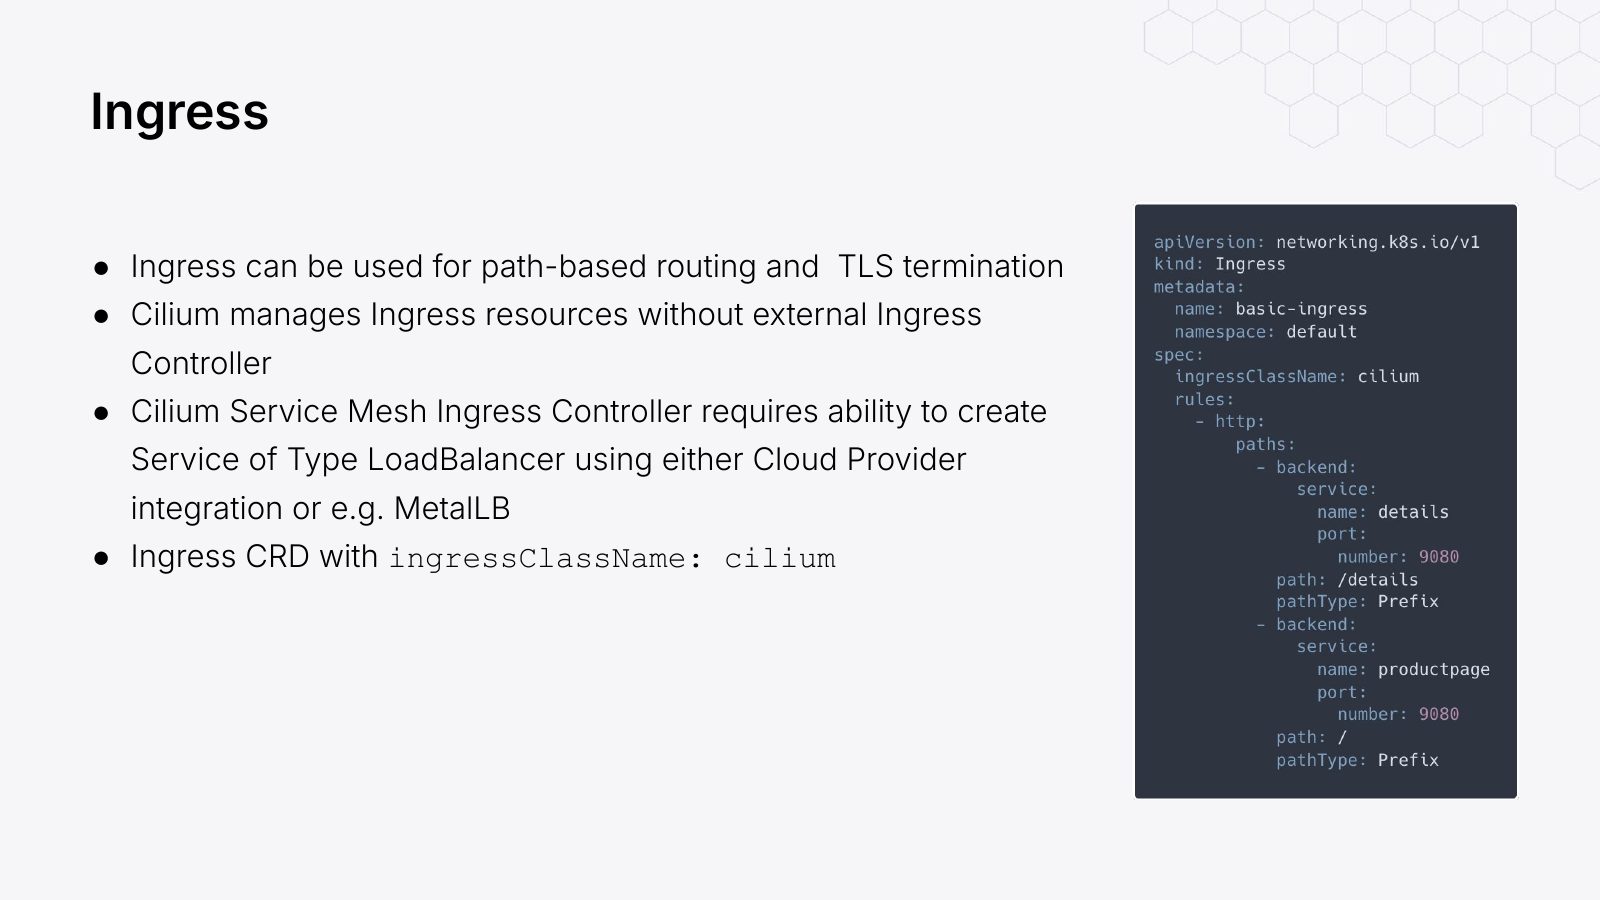 Ingress
● Ingress can be used for path-based routing and  TLS termination
● Cilium manages Ingress resources without external Ingress
Controller
● Cilium Service Mesh Ingress Controller requires ability to create
Service of Type LoadBalancer using either Cloud Provider
integration or e.g. MetalLB
● Ingress CRD with ingressClassName: cilium
apiVersion: networking.k8s.io/v1
kind: Ingress
metadata:
  name: basic-ingress
  namespace: default
spec:
  ingressClassName: cilium
  rules:
    - http:
        paths:
          - backend:
              service:
                name: details
                port:
                  number: 9080
            path: /details
            pathType: Prefix
          - backend:
              service:
                name: productpage
                port:
                  number: 9080
            path: /
            pathType: Prefix